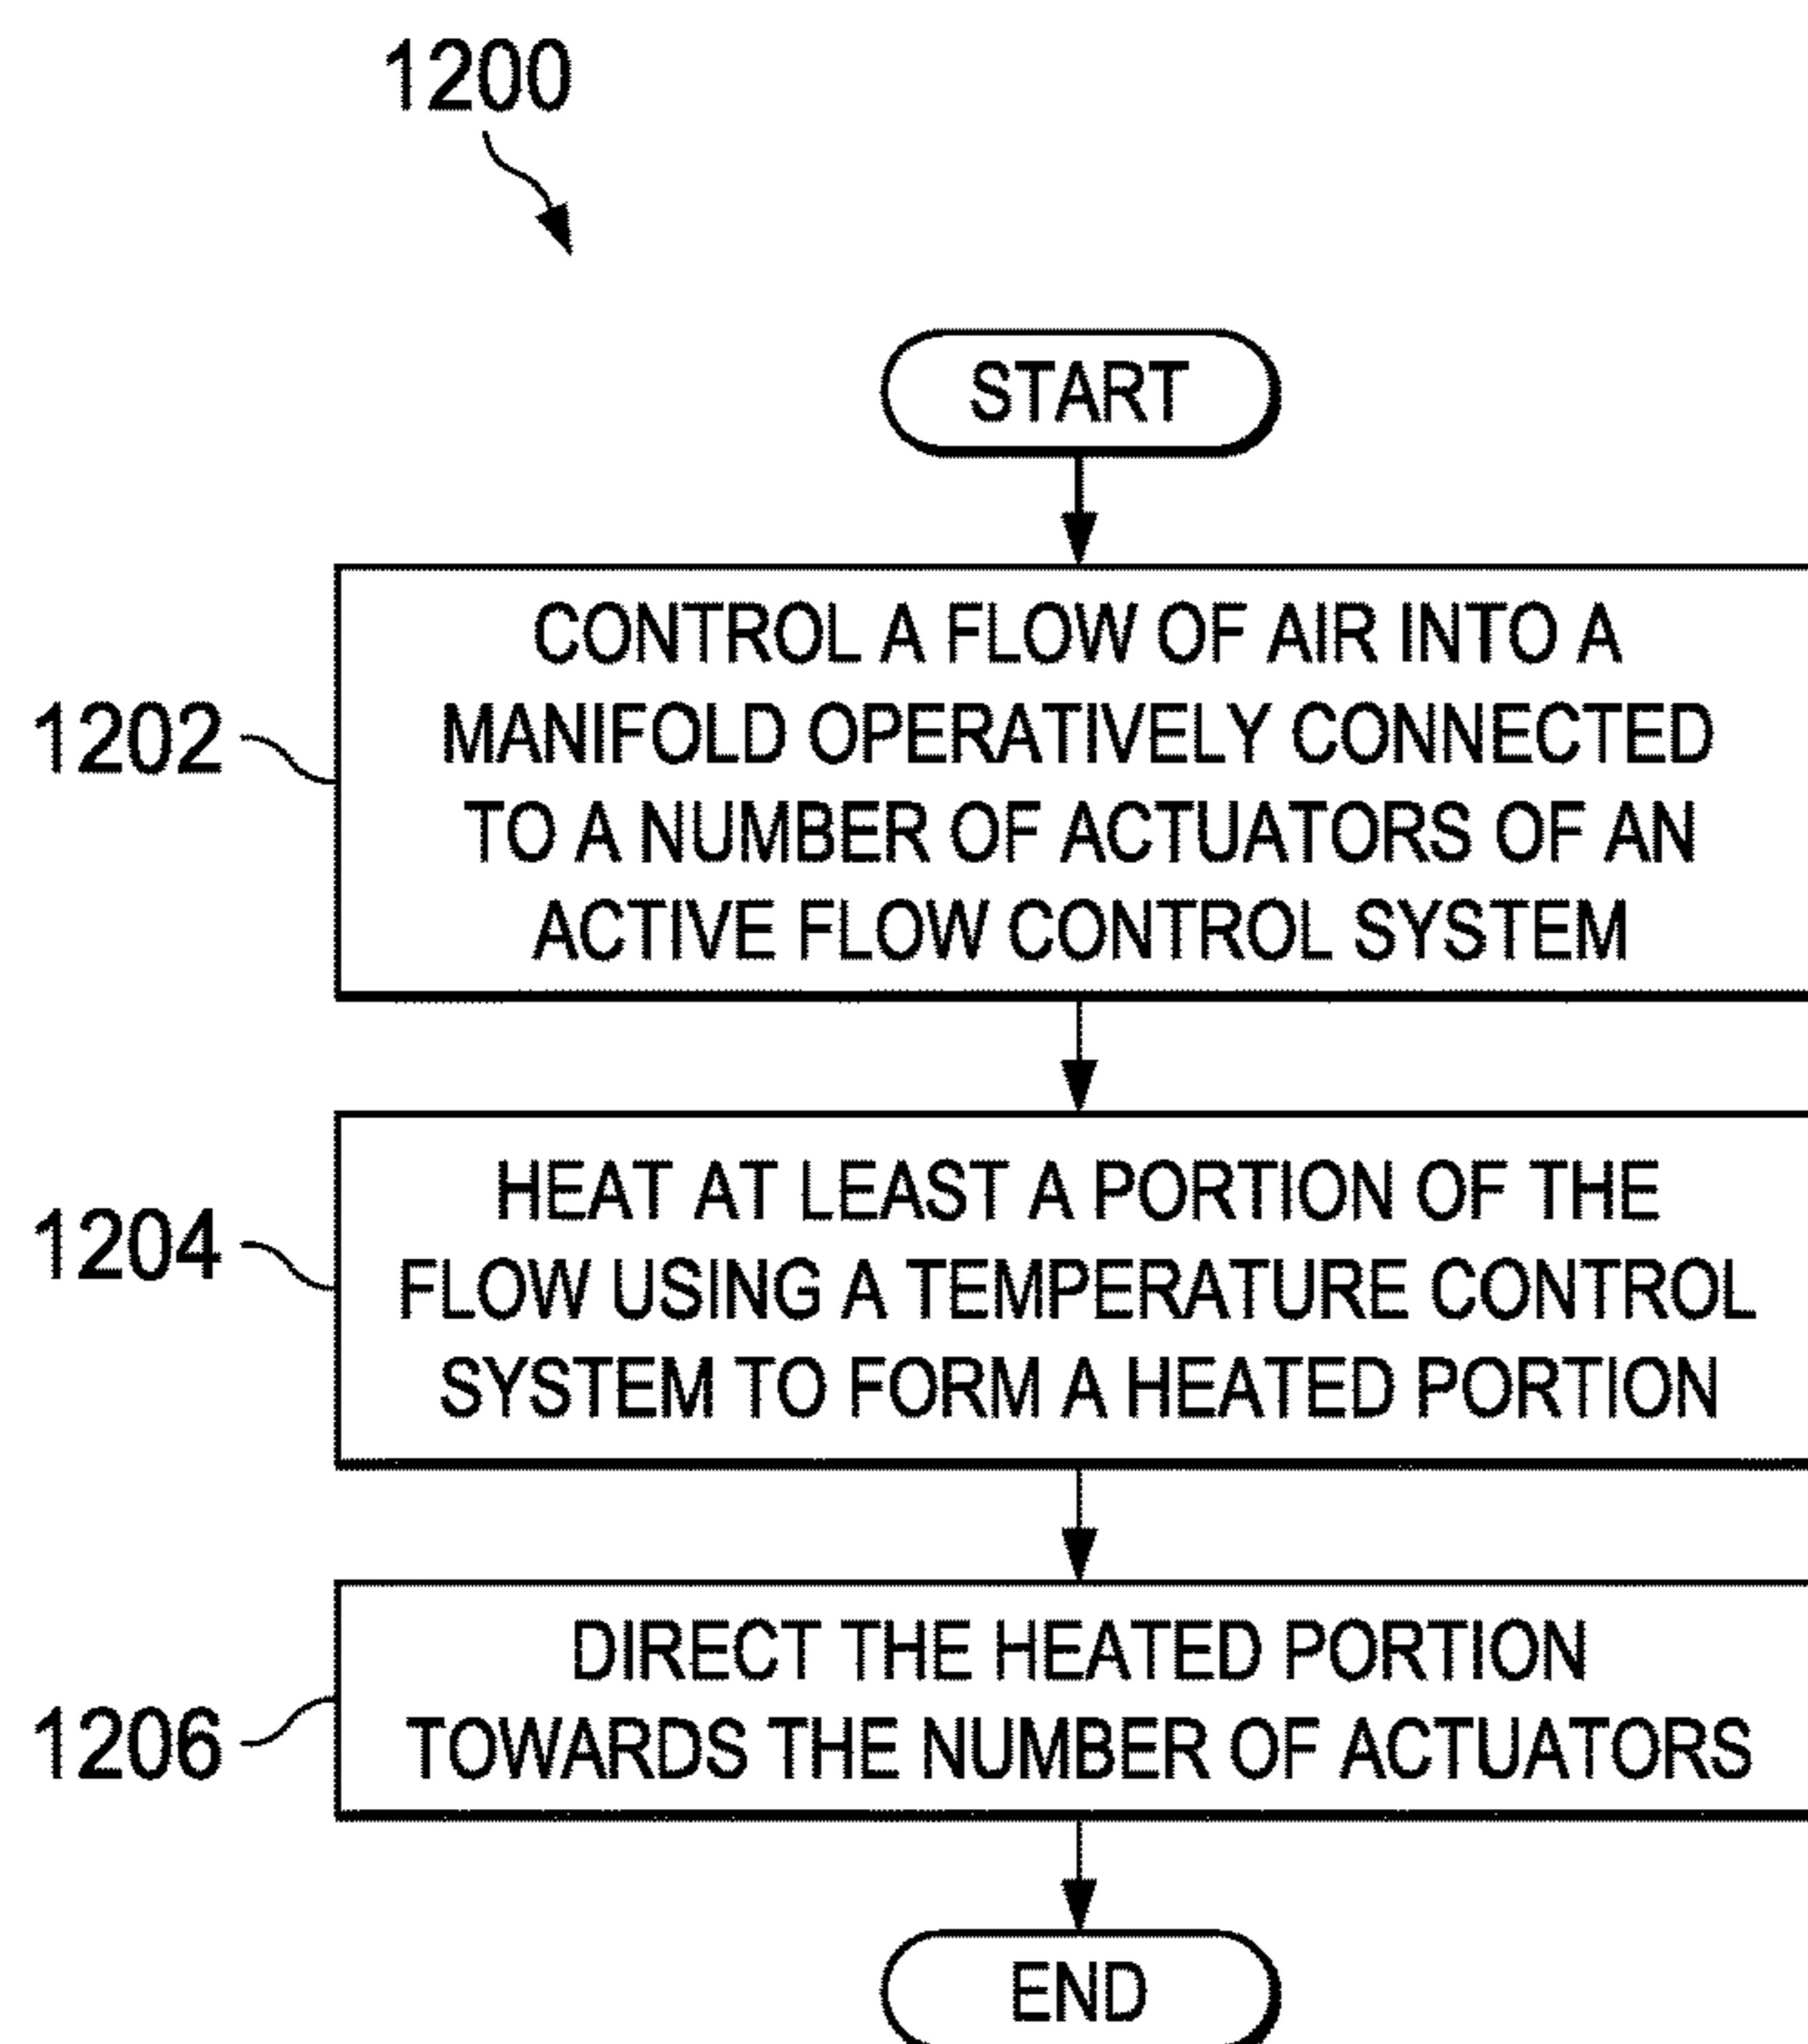 1200
START
1202
CONTROL A FLOW OF AIR INTO A
MANIFOLD OPERATIVELY CONNECTED
TO A NUMBER OF ACTUATORS OF AN
ACTIVE FLOW CONTROL SYSTEM
1204
HEAT AT LEAST A PORTION OF THE
FLOW USING A TEMPERATURE CONTROL
SYSTEM TO FORM A HEATED PORTION
1206
DIRECT THE HEATED PORTION
TOWARDS THE NUMBER OF ACTUATORS
END